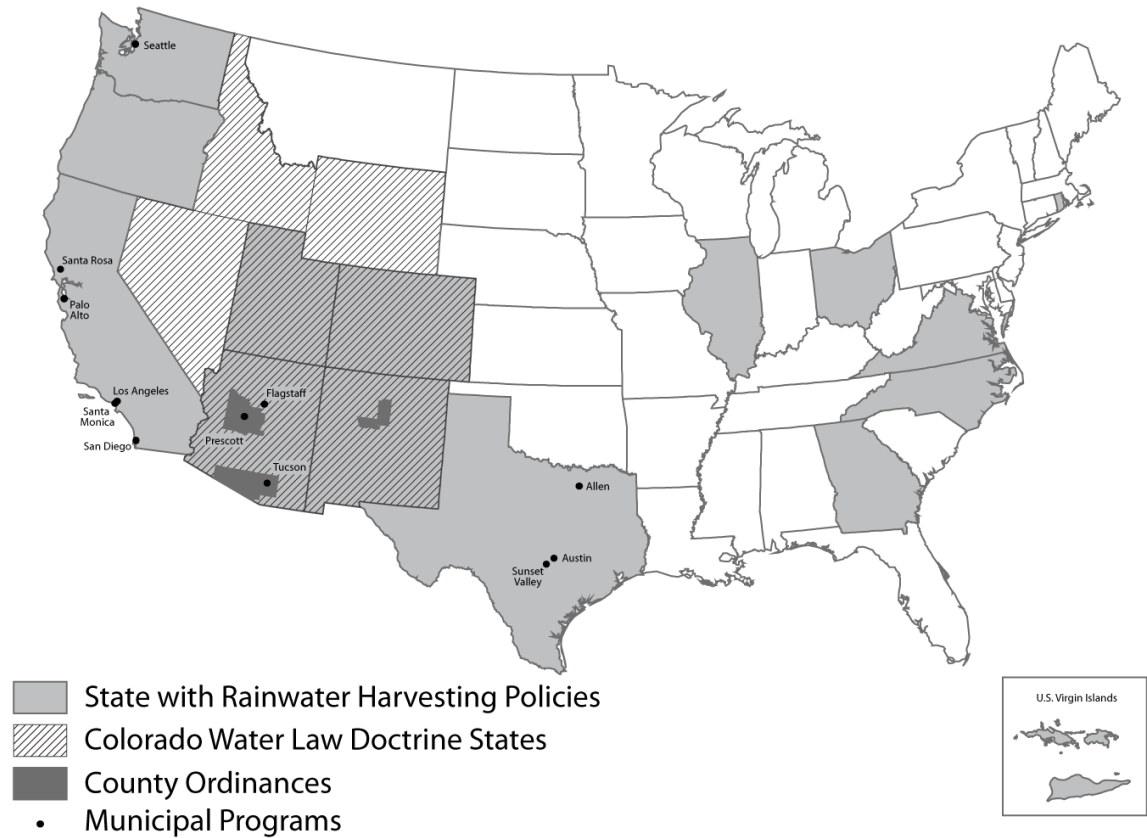 Seattle
Santa Rosa
Palo
Alto
Los Angeles
Santa
Monica
San Diego
Flagstaff
Prescott
Tucson
Allen
Austin
Sunset
Valley
State with Rainwater Harvesting Policies
Colorado Water Law Doctrine States
County Ordinances
Municipal Programs
U.S. Virgin Islands